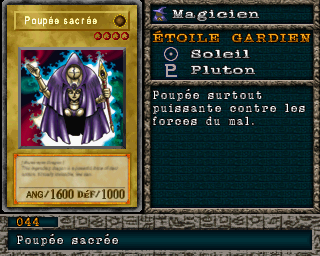 Poupée sacrée
ANG/1600 DÉF/1000
Magicien
ÉTOILE GARDIEN
Soleil
Pluton
Poupée surtout
puissante contre les
forces du mal.
044
Poupée sacrée